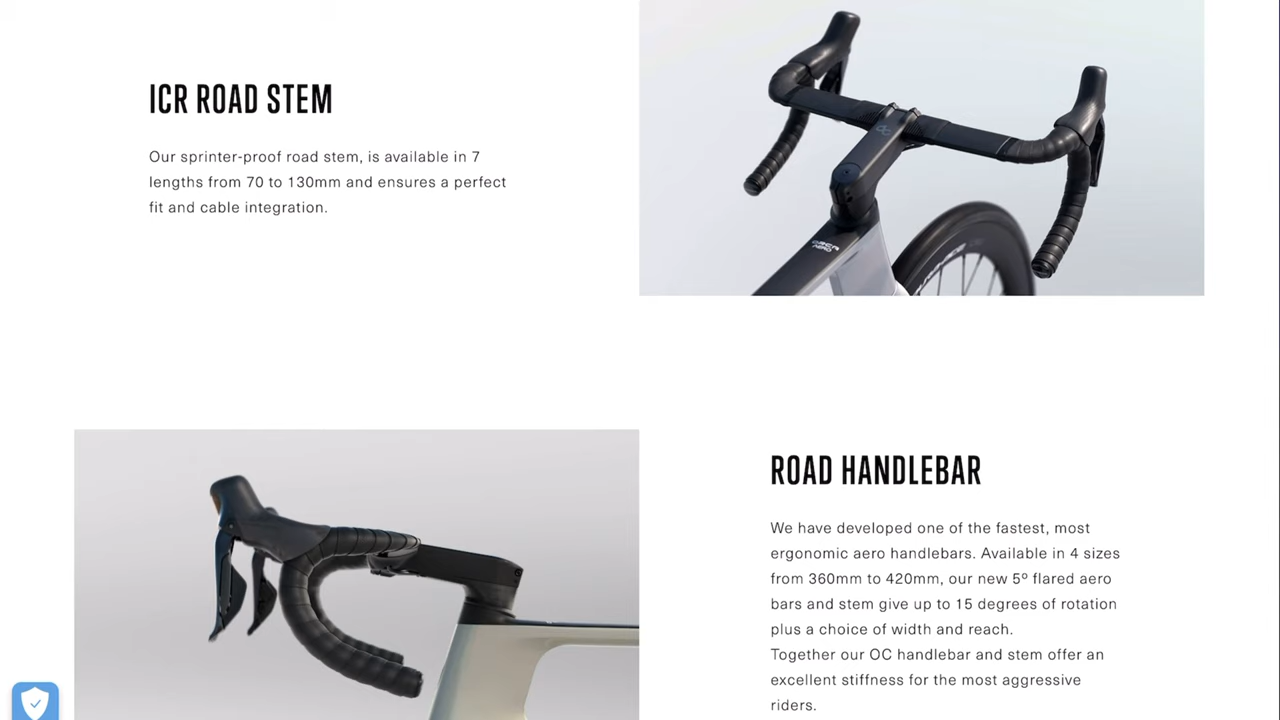 ICR ROAD STEM
Our sprinter-proof road stem, is available in 7
lengths from 70 to 130mm and ensures a perfect
fit and cable integration.
OC
ORCA
AERO
ROAD HANDLEBAR
We have developed one of the fastest, most
ergonomic aero handlebars. Available in 4 sizes
from 360mm to 420mm, our new 5º flared aero
bars and stem give up to 15 degrees of rotation
plus a choice of width and reach.
Together our OC handlebar and stem offer an
excellent stiffness for the most aggressive
riders.